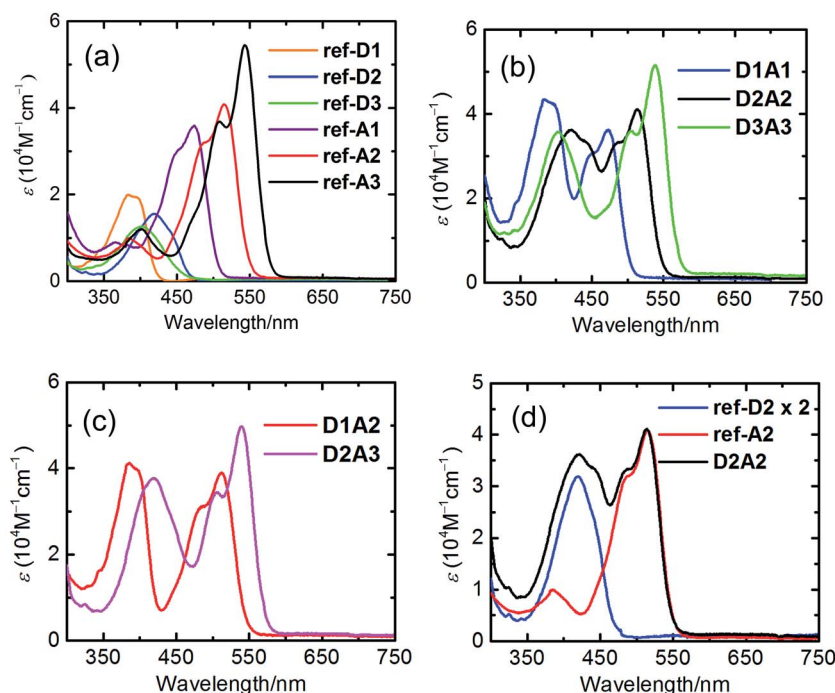 (a)
ref-D1
ref-D2
ref-D3
ref-A1
ref-A2
ref-A3
ε (10⁴M⁻¹cm⁻¹)
6
4
2
0
350 450 550 650 750
Wavelength/nm
(b)
D1A1
D2A2
D3A3
ε (10⁴M⁻¹cm⁻¹)
6
4
2
0
350 450 550 650 750
Wavelength/nm
(c)
D1A2
D2A3
ε (10⁴M⁻¹cm⁻¹)
6
4
2
0
350 450 550 650 750
Wavelength/nm
(d)
ref-D2 x 2
ref-A2
D2A2
ε (10⁴M⁻¹cm⁻¹)
5
4
3
2
1
0
350 450 550 650 750
Wavelength/nm